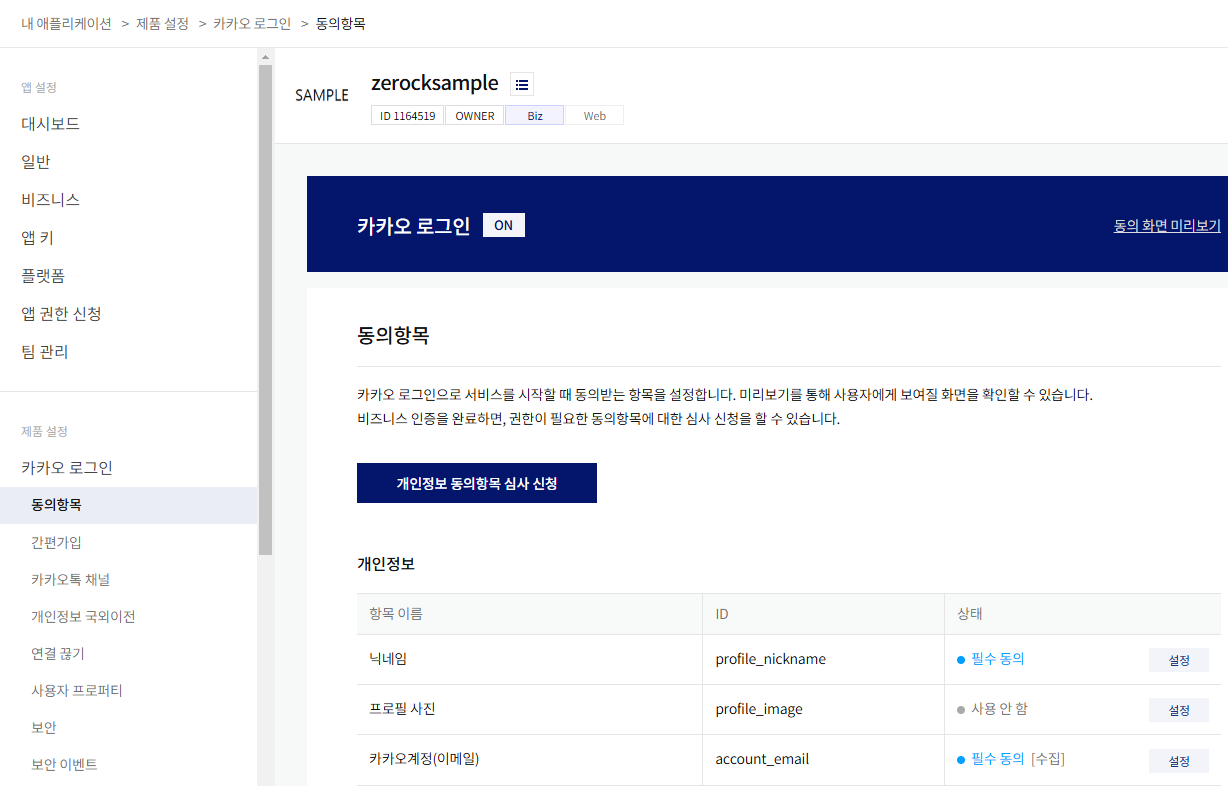 내 애플리케이션 > 제품 설정 > 카카오 로그인 > 동의항목
앱 설정
대시보드
일반
비즈니스
앱 키
플랫폼
앱 권한 신청
팀 관리
제품 설정
카카오 로그인
동의항목
간편가입
카카오톡 채널
개인정보 국외이전
연결 끊기
사용자 프로퍼티
보안
보안 이벤트
SAMPLE
zerocksample
ID 1164519 OWNER Biz Web
카카오 로그인 ON
동의 화면 미리보기
동의항목
카카오 로그인으로 서비스를 시작할 때 동의받는 항목을 설정합니다. 미리보기를 통해 사용자에게 보여질 화면을 확인할 수 있습니다.
비즈니스 인증을 완료하면, 권한이 필요한 동의항목에 대한 심사 신청을 할 수 있습니다.
개인정보 동의항목 심사 신청
개인정보
항목 이름 ID 상태
닉네임 profile_nickname 필수 동의 설정
프로필 사진 profile_image 사용 안 함 설정
카카오계정(이메일) account_email 필수 동의 [수집] 설정